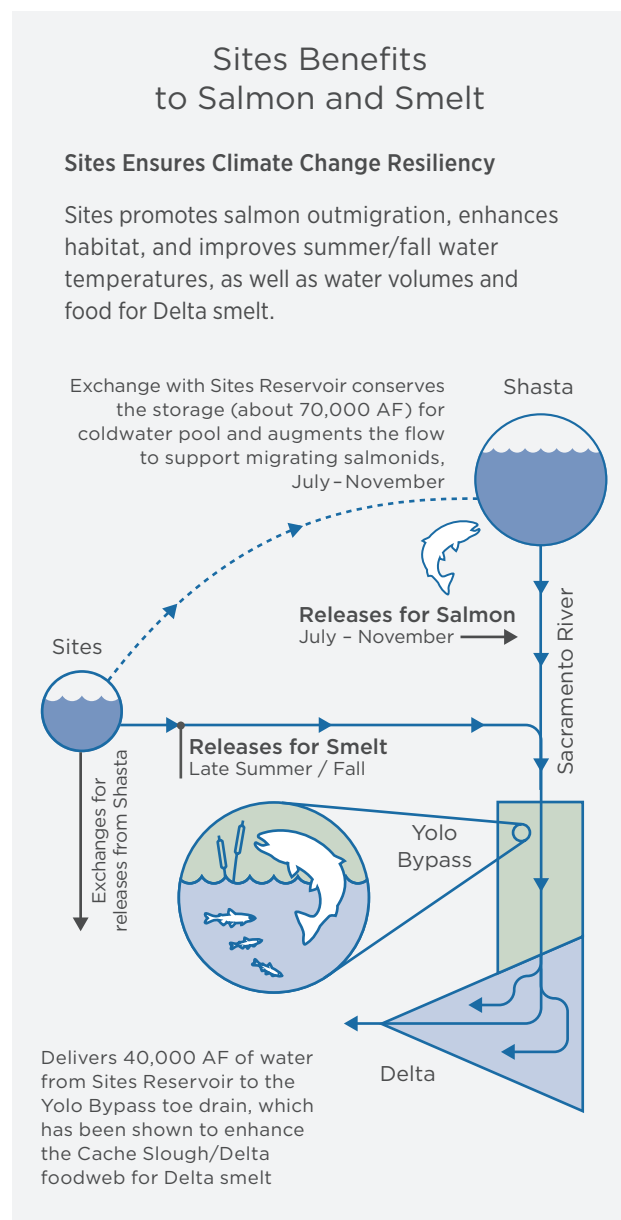 Sites Benefits
to Salmon and Smelt
Sites Ensures Climate Change Resiliency
Sites promotes salmon outmigration, enhances
habitat, and improves summer/fall water
temperatures, as well as water volumes and
food for Delta smelt.
Exchange with Sites Reservoir conserves
the storage (about 70,000 AF) for
coldwater pool and augments the flow
to support migrating salmonids,
July – November
Shasta
Releases for Salmon
July – November
Sacramento River
Sites
Releases for Smelt
Late Summer / Fall
Exchanges for
releases from Shasta
Yolo
Bypass
Delta
Delivers 40,000 AF of water
from Sites Reservoir to the
Yolo Bypass toe drain, which
has been shown to enhance
the Cache Slough/Delta
foodweb for Delta smelt